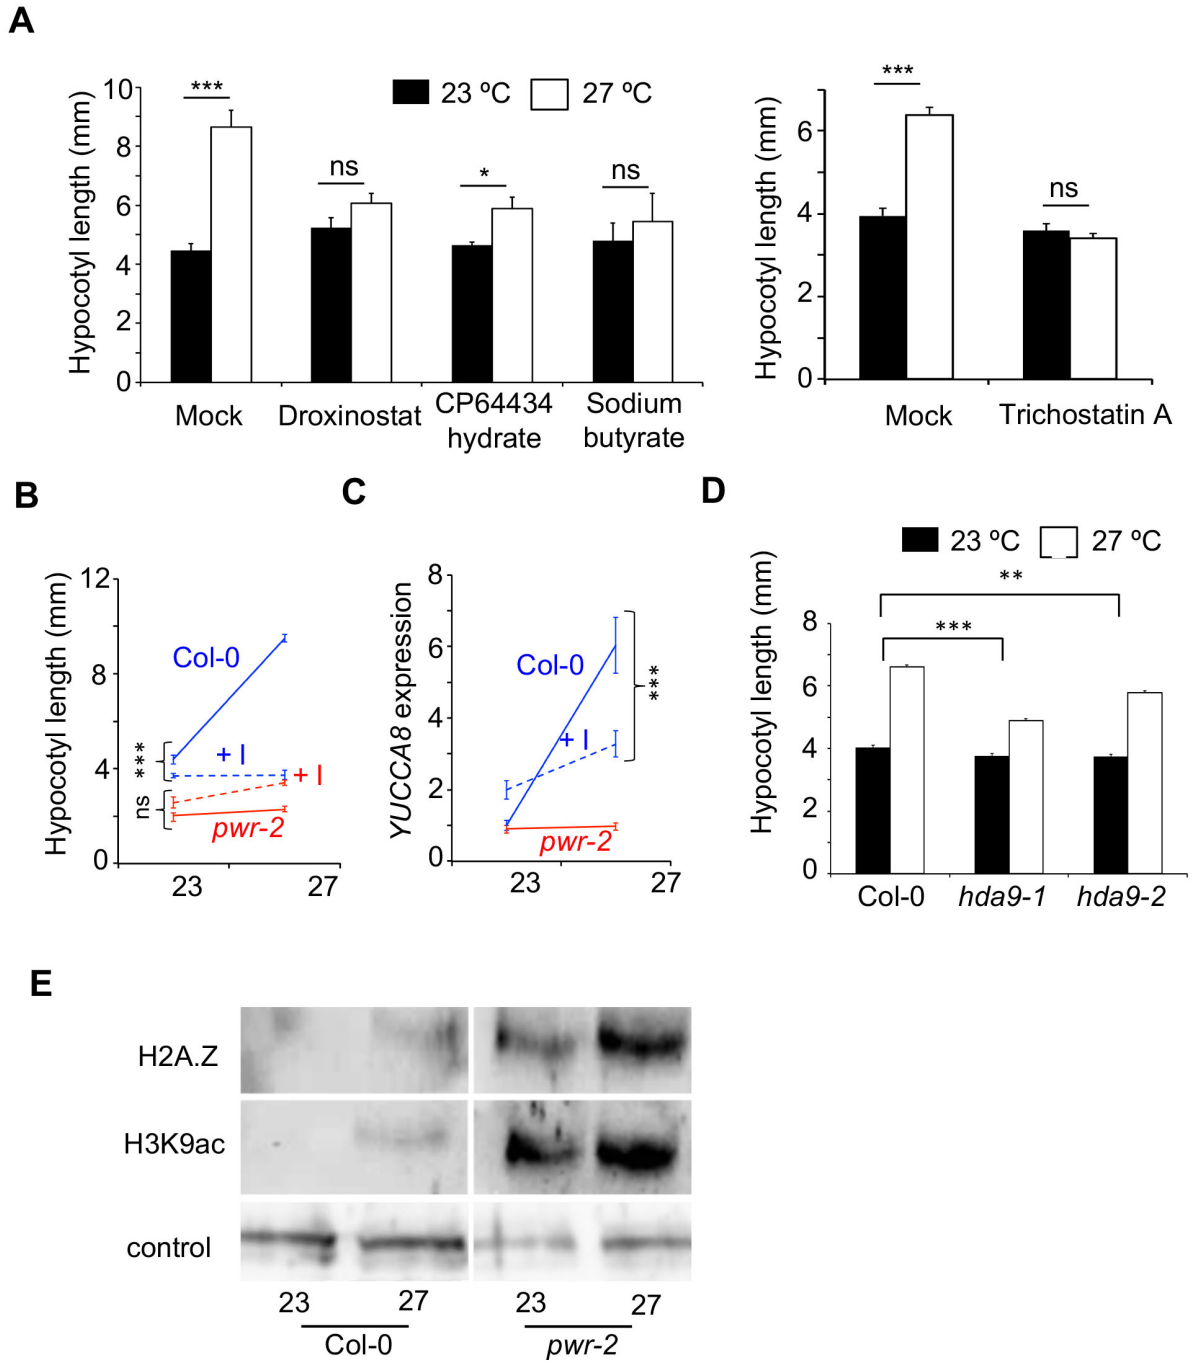 A
23 ºC 27 ºC
Hypocotyl length (mm)
10
8
6
4
2
0
*** ns * ns
Mock Droxinostat CP64434 hydrate Sodium butyrate
Hypocotyl length (mm)
6
4
2
0
*** ns
Mock Trichostatin A
B
Hypocotyl length (mm)
12
8
4
0
Col-0
+ I
+ I
pwr-2
***
ns
23 27
C
YUCCA8 expression
8
6
4
2
0
Col-0
+ I
pwr-2
***
23 27
D
23 ºC 27 ºC
Hypocotyl length (mm)
8
6
4
2
0
**
***
Col-0 hda9-1 hda9-2
E
H2A.Z
H3K9ac
control
23 27 23 27
Col-0 pwr-2